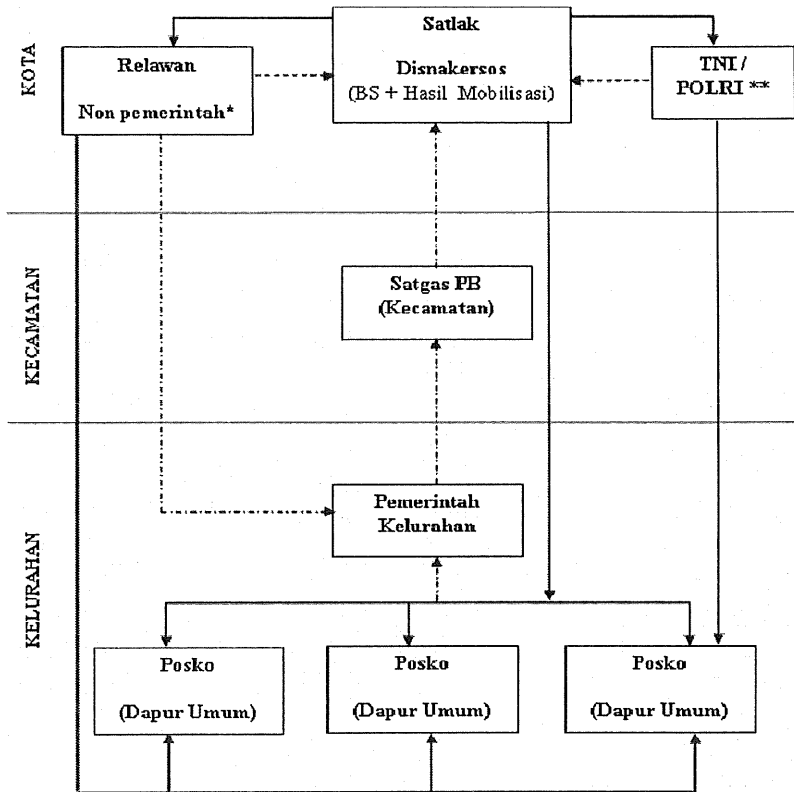 KOTA
Relawan
Non pemerintah*
Satlak
Disnakersos
(BS + Hasil Mobilisasi)
TNI /
POLRI **
KECAMATAN
Satgas PB
(Kecamatan)
KELURAHAN
Pemerintah
Kelurahan
Posko
(Dapur Umum)
Posko
(Dapur Umum)
Posko
(Dapur Umum)